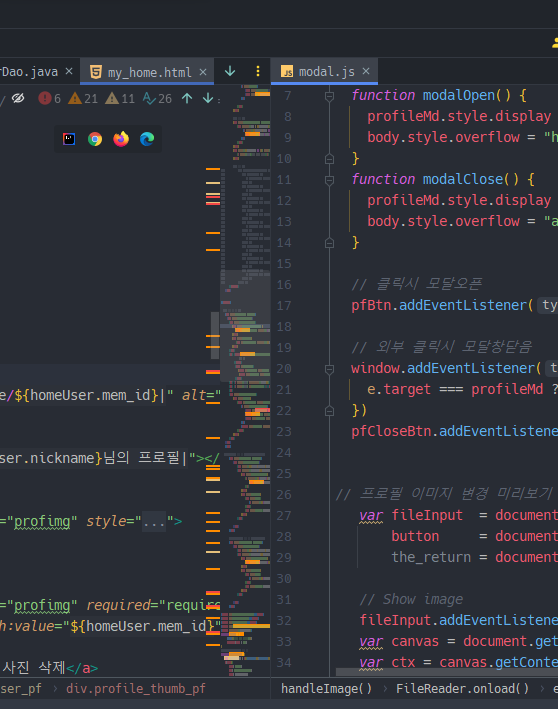 rDao.java
my_home.html
modal.js
6 21 11 26
e/${homeUser.mem_id}|" alt="
ser.nickname}님의 프로필|"></
="profimg" style="...">
="profimg" required="require
h:value="${homeUser.mem_id}"
사진 삭제</a>
ser_pf
div.profile_thumb_pf
7 function modalOpen() {
8 profileMd.style.display
9 body.style.overflow = "h
10 }
11 function modalClose() {
12 profileMd.style.display
13 body.style.overflow = "a
14 }
15
16 // 클릭시 모달오픈
17 pfBtn.addEventListener( ty
18
19 // 외부 클릭시 모달창닫음
20 window.addEventListener( t
21 e.target === profileMd ?
22 })
23 pfCloseBtn.addEventListene
24
25
26 // 프로필 이미지 변경 미리보기
27 var fileInput = document
28 button = documen
29 the_return = document
30
31 // Show image
32 fileInput.addEventListene
33 var canvas = document.get
34 var ctx = canvas.getConte
handleImage()
FileReader.onload()
e